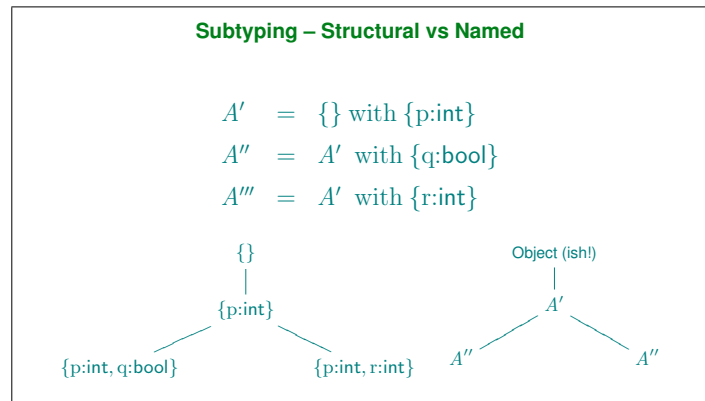 Subtyping – Structural vs Named
A′ = {} with {p:int}
A′′ = A′ with {q:bool}
A′′′ = A′ with {r:int}
{} Object (ish!)
{p:int} A′
{p:int, q:bool} {p:int, r:int} A′′ A′′